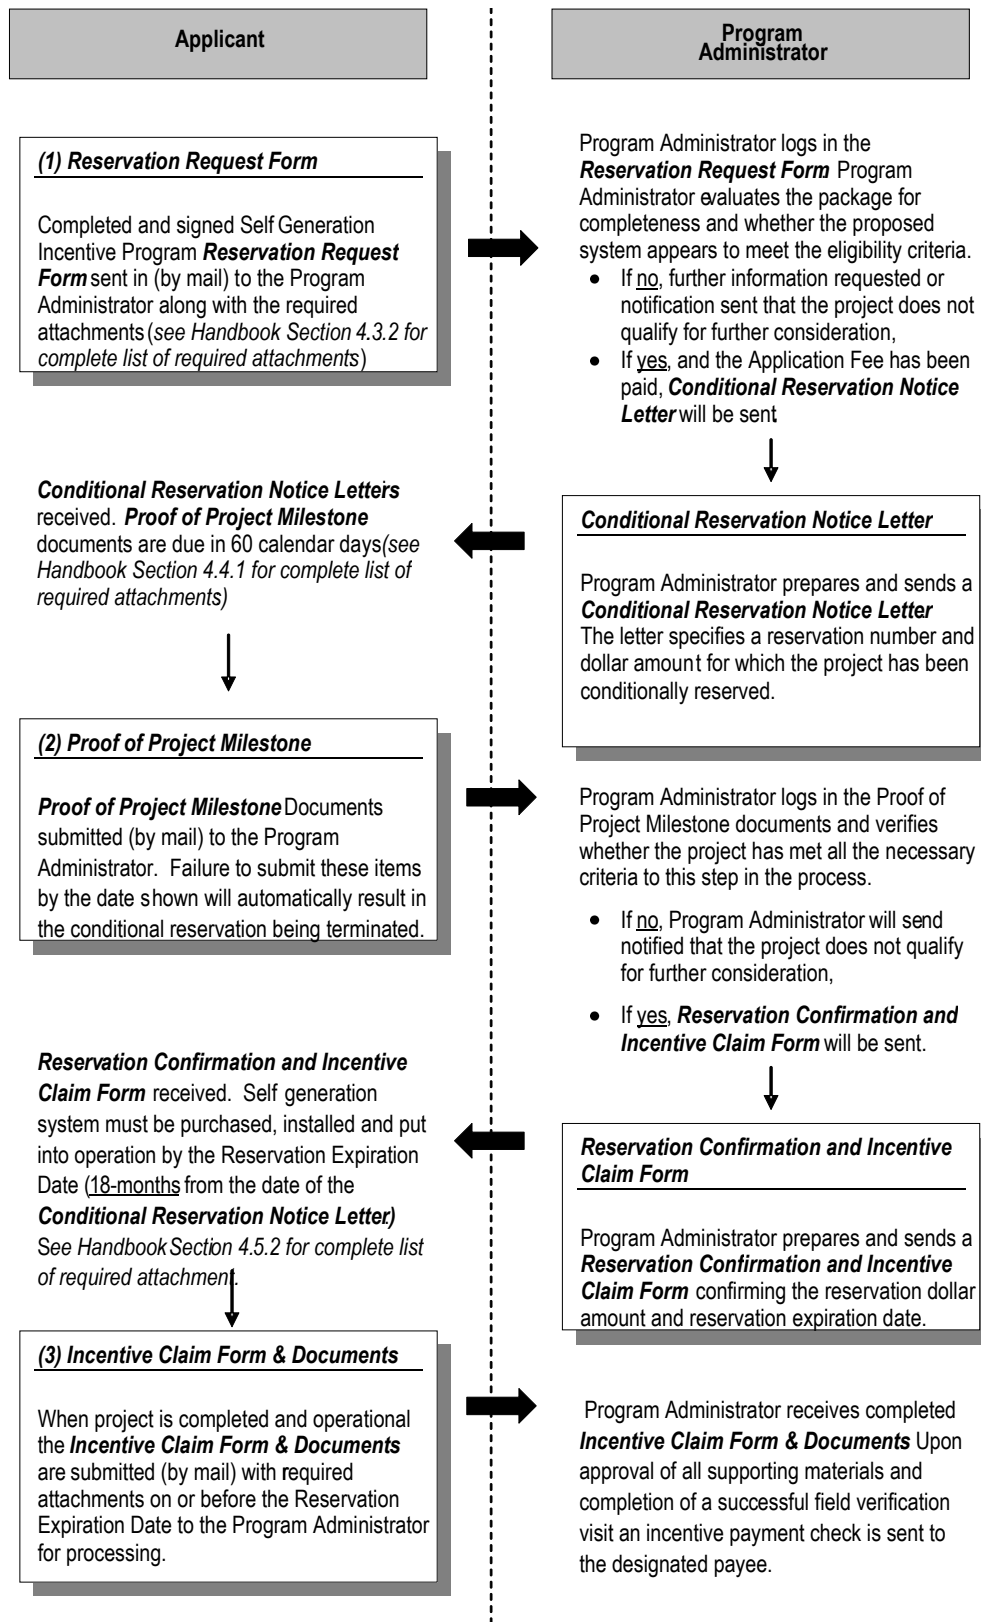 Applicant
Program
Administrator
(1) Reservation Request Form
Completed and signed Self Generation
Incentive Program Reservation Request
Form sent in (by mail) to the Program
Administrator along with the required
attachments (see Handbook Section 4.3.2 for
complete list of required attachments)
Program Administrator logs in the
Reservation Request Form. Program
Administrator evaluates the package for
completeness and whether the proposed
system appears to meet the eligibility criteria.
• If no, further information requested or
notification sent that the project does not
qualify for further consideration,
• If yes, and the Application Fee has been
paid, Conditional Reservation Notice
Letter will be sent.
Conditional Reservation Notice Letter is
received. Proof of Project Milestone
documents are due in 60 calendar days (see
Handbook Section 4.4.1 for complete list of
required attachments)
Conditional Reservation Notice Letter
Program Administrator prepares and sends a
Conditional Reservation Notice Letter.
The letter specifies a reservation number and
dollar amount for which the project has been
conditionally reserved.
(2) Proof of Project Milestone
Proof of Project Milestone Documents
submitted (by mail) to the Program
Administrator. Failure to submit these items
by the date shown will automatically result in
the conditional reservation being terminated.
Program Administrator logs in the Proof of
Project Milestone documents and verifies
whether the project has met all the necessary
criteria to this step in the process.
• If no, Program Administrator will send
notified that the project does not qualify
for further consideration,
• If yes, Reservation Confirmation and
Incentive Claim Form will be sent.
Reservation Confirmation and Incentive
Claim Form received. Self generation
system must be purchased, installed and put
into operation by the Reservation Expiration
Date (18-months from the date of the
Conditional Reservation Notice Letter.)
See Handbook Section 4.5.2 for complete list
of required attachment.
Reservation Confirmation and Incentive
Claim Form
Program Administrator prepares and sends a
Reservation Confirmation and Incentive
Claim Form confirming the reservation dollar
amount and reservation expiration date.
(3) Incentive Claim Form & Documents
When project is completed and operational
the Incentive Claim Form & Documents
are submitted (by mail) with required
attachments on or before the Reservation
Expiration Date to the Program Administrator
for processing.
Program Administrator receives completed
Incentive Claim Form & Documents. Upon
approval of all supporting materials and
completion of a successful field verification
visit an incentive payment check is sent to
the designated payee.